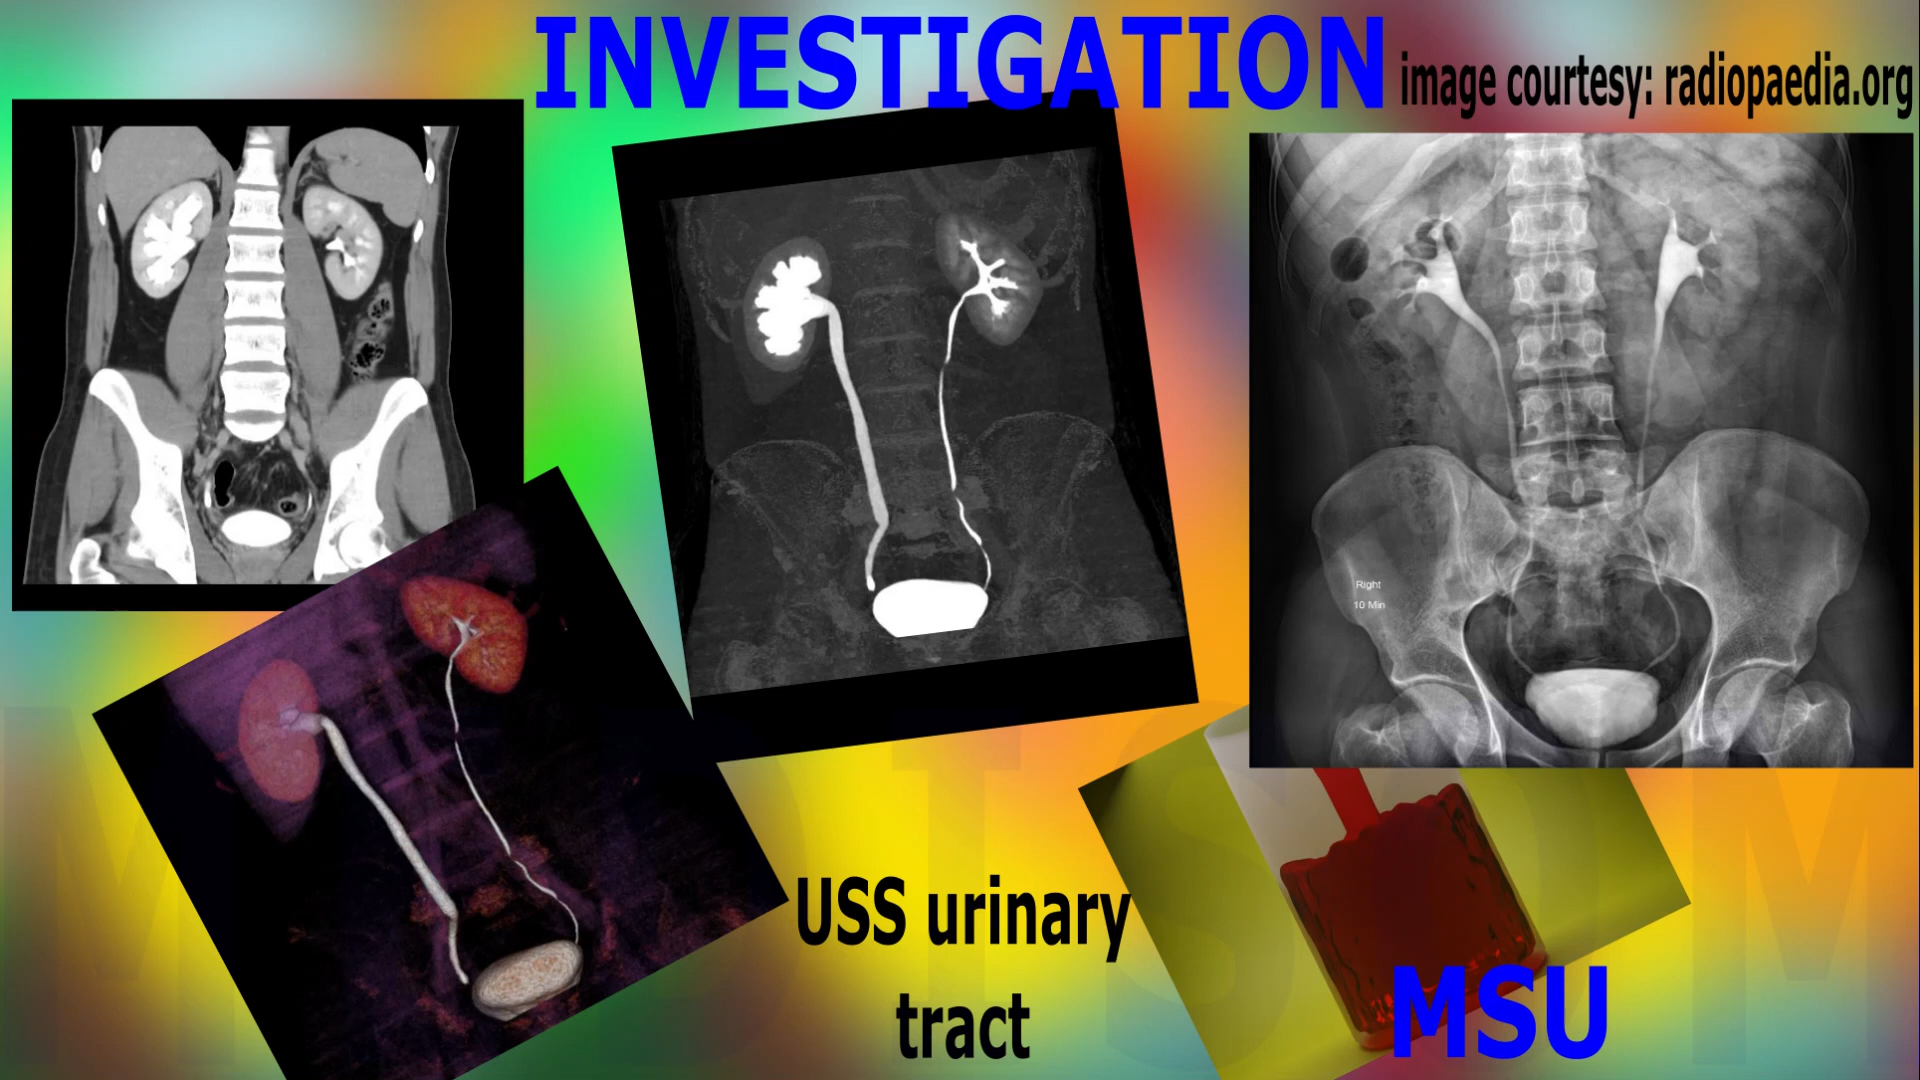 INVESTIGATION
image courtesy: radiopaedia.org
Right
10 Min
USS urinary
tract
MSU